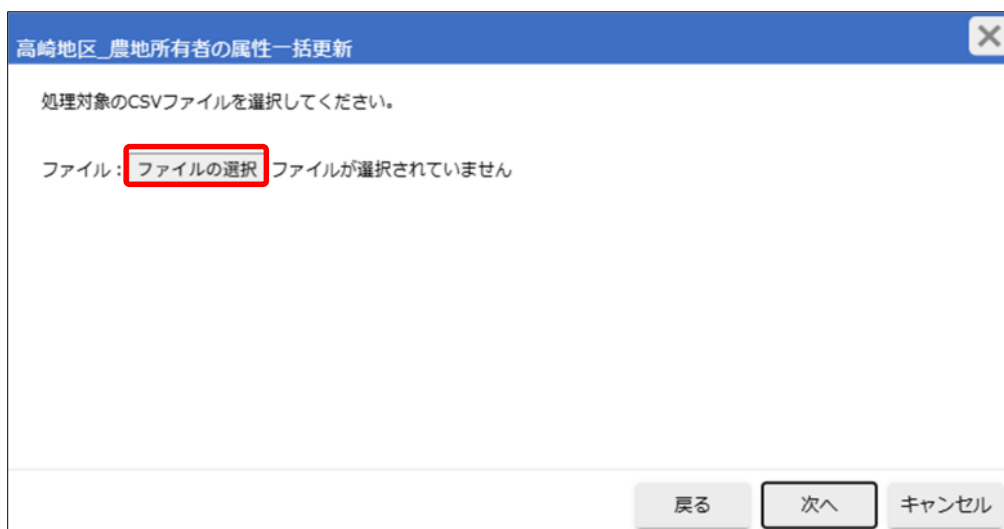 高崎地区_農地所有者の属性一括更新
処理対象のCSVファイルを選択してください。
ファイル： ファイルの選択 ファイルが選択されていません
戻る 次へ キャンセル